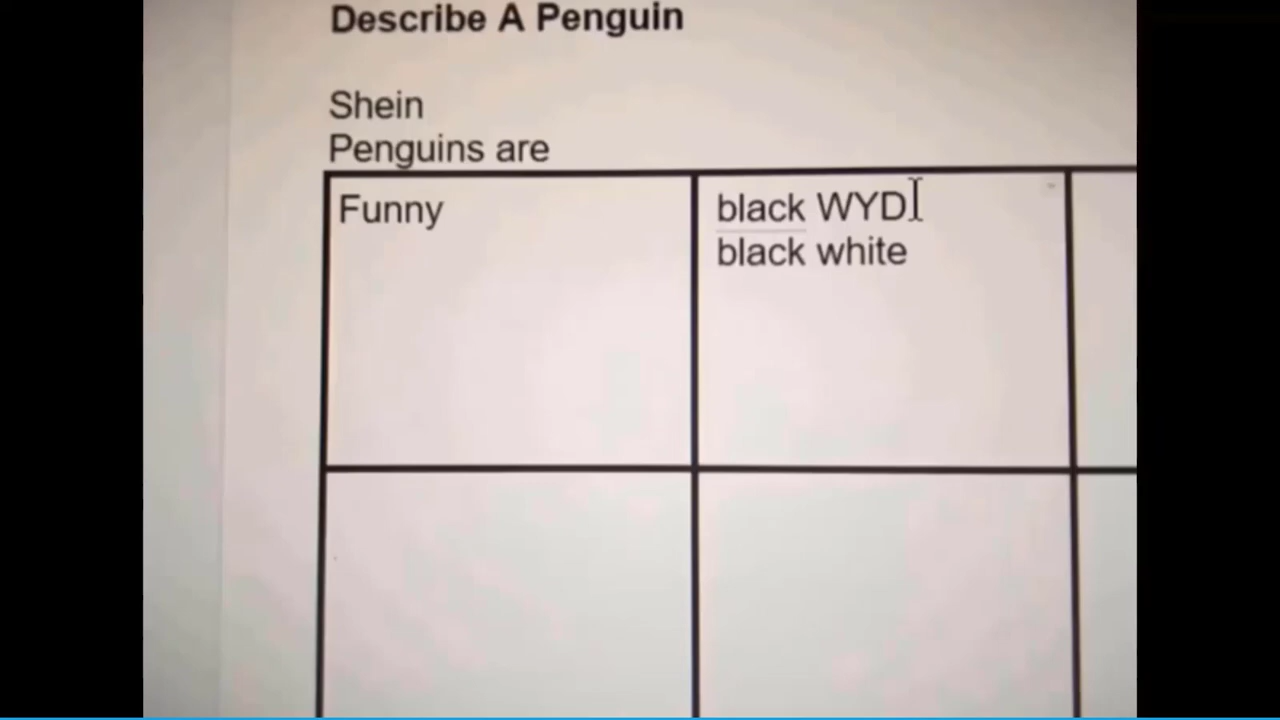 Describe A Penguin
Shein
Penguins are
Funny
black WYD
black white